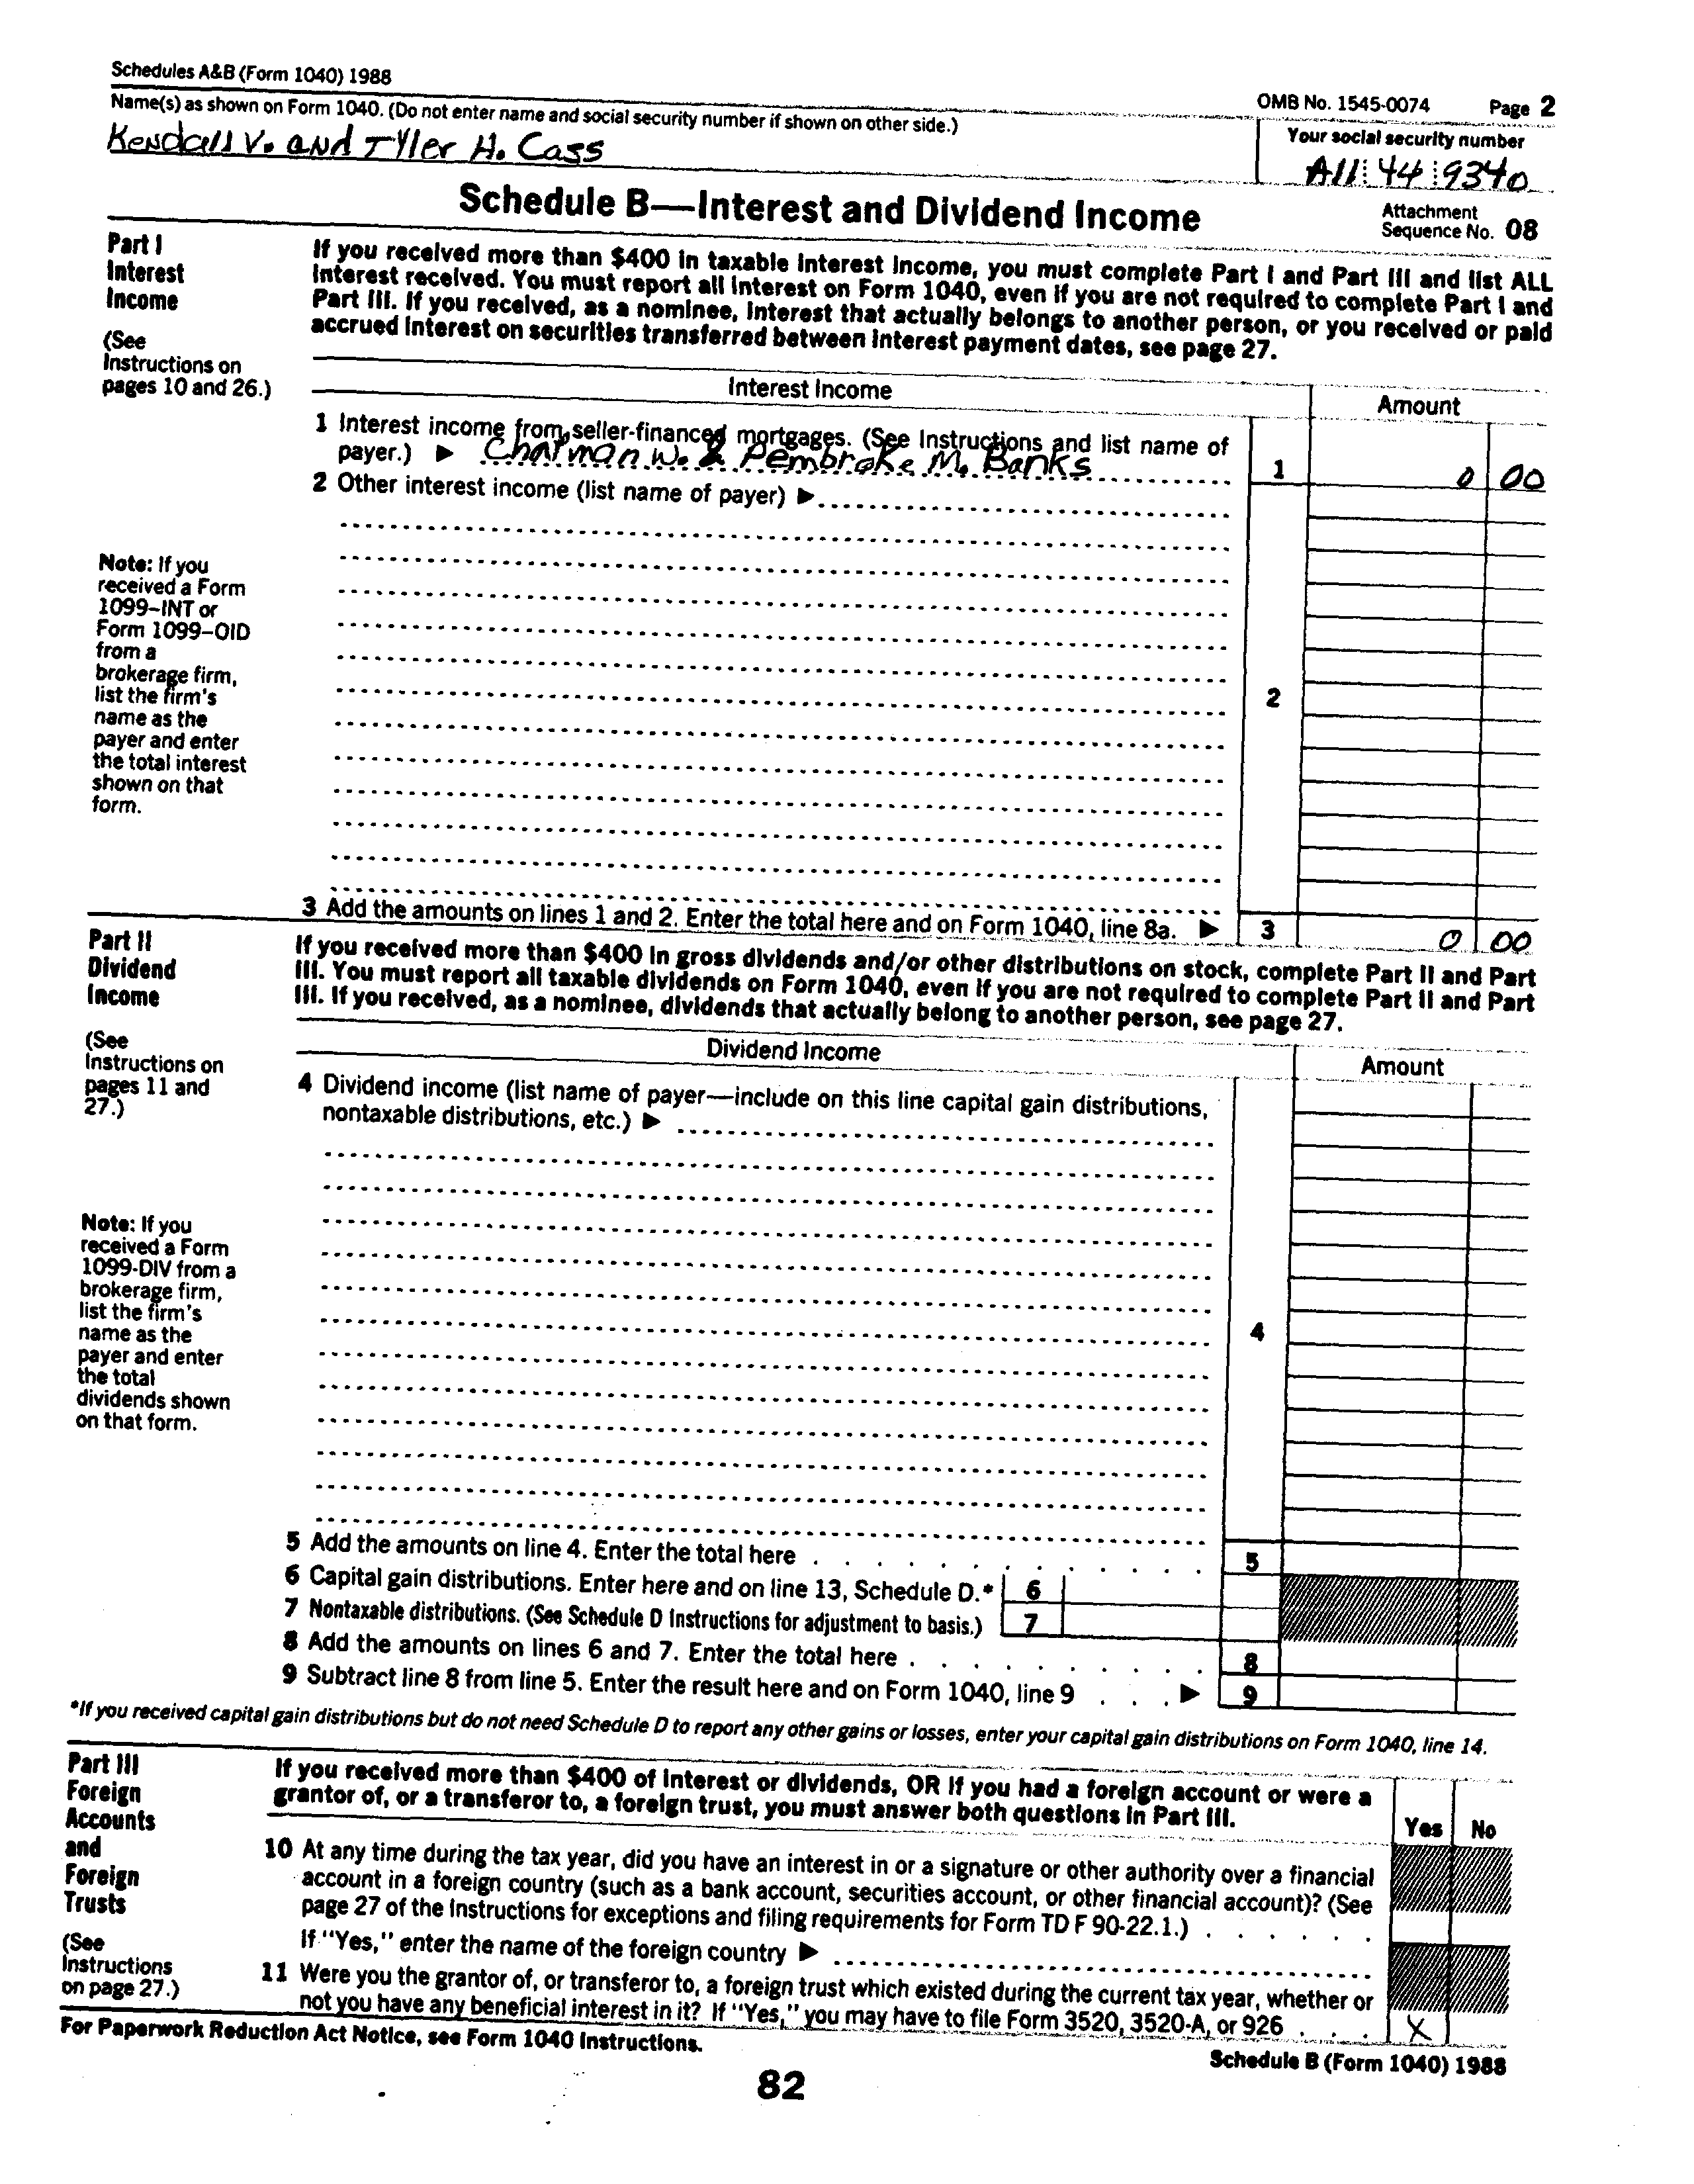 Schedules A&B (Form 1040) 1988
OMB No. 1545-0074 Page 2
Name(s) as shown on Form 1040. (Do not enter name and social security number if shown on other side.)
Your social security number
Kendall V. and Tyler H. Cass
A11 44 9340
Schedule B—Interest and Dividend Income
Attachment
Sequence No. 08
Part I
Interest
Income
(See
Instructions on
pages 10 and 26.)
If you received more than $400 in taxable interest income, you must complete Part I and Part III and list ALL
interest received. You must report all interest on Form 1040, even if you are not required to complete Part I and
Part III. If you received, as a nominee, interest that actually belongs to another person, or you received or paid
accrued interest on securities transferred between interest payment dates, see page 27.
Interest Income
Amount
1 Interest income from seller-financed mortgages. (See Instructions and list name of
payer.) ▶ Chatman W. & Pembroke M. Banks
1 0 00
2 Other interest income (list name of payer) ▶
Note: If you
received a Form
1099–INT or
Form 1099–OID
from a
brokerage firm,
list the firm's
name as the
payer and enter
the total interest
shown on that
form.
2
3 Add the amounts on lines 1 and 2. Enter the total here and on Form 1040, line 8a. ▶ 3 0 00
Part II
Dividend
Income
(See
Instructions on
pages 11 and
27.)
If you received more than $400 in gross dividends and/or other distributions on stock, complete Part II and Part
III. You must report all taxable dividends on Form 1040, even if you are not required to complete Part II and Part
III. If you received, as a nominee, dividends that actually belong to another person, see page 27.
Dividend Income
Amount
4 Dividend income (list name of payer—include on this line capital gain distributions,
nontaxable distributions, etc.) ▶
Note: If you
received a Form
1099-DIV from a
brokerage firm,
list the firm's
name as the
payer and enter
the total
dividends shown
on that form.
4
5 Add the amounts on line 4. Enter the total here . . . . . . . . . . . 5
6 Capital gain distributions. Enter here and on line 13, Schedule D.* 6
7 Nontaxable distributions. (See Schedule D Instructions for adjustment to basis.) 7
8 Add the amounts on lines 6 and 7. Enter the total here . . . . . . . . . . 8
9 Subtract line 8 from line 5. Enter the result here and on Form 1040, line 9 . . . ▶ 9
*If you received capital gain distributions but do not need Schedule D to report any other gains or losses, enter your capital gain distributions on Form 1040, line 14.
Part III
Foreign
Accounts
and
Foreign
Trusts
(See
Instructions
on page 27.)
If you received more than $400 of interest or dividends, OR if you had a foreign account or were a
grantor of, or a transferor to, a foreign trust, you must answer both questions in Part III.
Yes No
10 At any time during the tax year, did you have an interest in or a signature or other authority over a financial
account in a foreign country (such as a bank account, securities account, or other financial account)? (See
page 27 of the Instructions for exceptions and filing requirements for Form TD F 90-22.1.) . . . . . .
If "Yes," enter the name of the foreign country ▶
11 Were you the grantor of, or transferor to, a foreign trust which existed during the current tax year, whether or
not you have any beneficial interest in it? If "Yes," you may have to file Form 3520, 3520-A, or 926 . . . X
For Paperwork Reduction Act Notice, see Form 1040 Instructions.
Schedule B (Form 1040) 1988
82